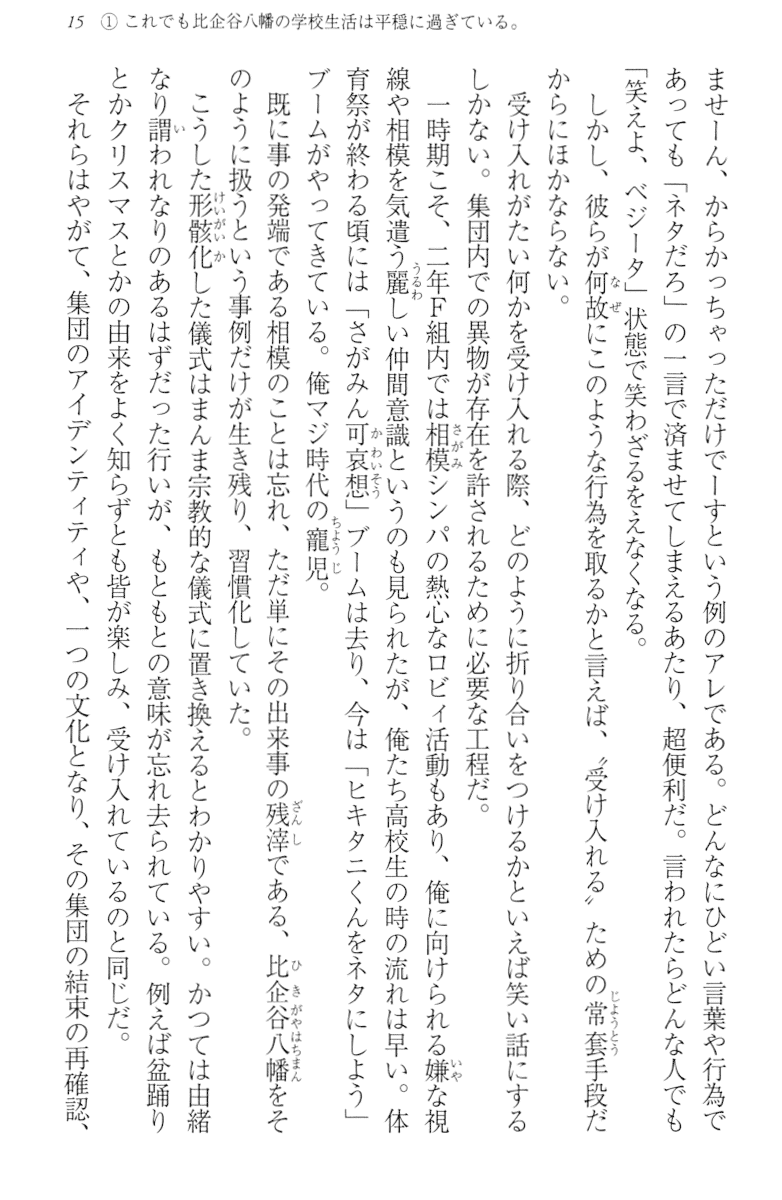 15　① これでも比企谷八幡の学校生活は平穏に過ぎている。
ませーん、からかっちゃっただけでーすという例のアレである。どんなにひどい言葉や行為で
あっても「ネタだろ」の一言で済ませてしまえるあたり、超便利だ。言われたらどんな人でも
「笑えよ、ベジータ」状態で笑わざるをえなくなる。
　しかし、彼らが何故にこのような行為を取るかと言えば、〝受け入れる〟ための常套手段だ
からにほかならない。
　受け入れがたい何かを受け入れる際、どのように折り合いをつけるかといえば笑い話にする
しかない。集団内での異物が存在を許されるために必要な工程だ。
　一時期こそ、二年Ｆ組内では相模シンパの熱心なロビィ活動もあり、俺に向けられる嫌な視
線や相模を気遣う麗しい仲間意識というのも見られたが、俺たち高校生の時の流れは早い。体
育祭が終わる頃には「さがみん可哀想」ブームは去り、今は「ヒキタニくんをネタにしよう」
ブームがやってきている。俺マジ時代の寵児。
　既に事の発端である相模のことは忘れ、ただ単にその出来事の残滓である、比企谷八幡をそ
のように扱うという事例だけが生き残り、習慣化していた。
　こうした形骸化した儀式はまんま宗教的な儀式に置き換えるとわかりやすい。かつては由緒
なり謂われなりのあるはずだった行いが、もともとの意味が忘れ去られている。例えば盆踊り
とかクリスマスとかの由来をよく知らずとも皆が楽しみ、受け入れているのと同じだ。
　それらはやがて、集団のアイデンティティや、一つの文化となり、その集団の結束の再確認、